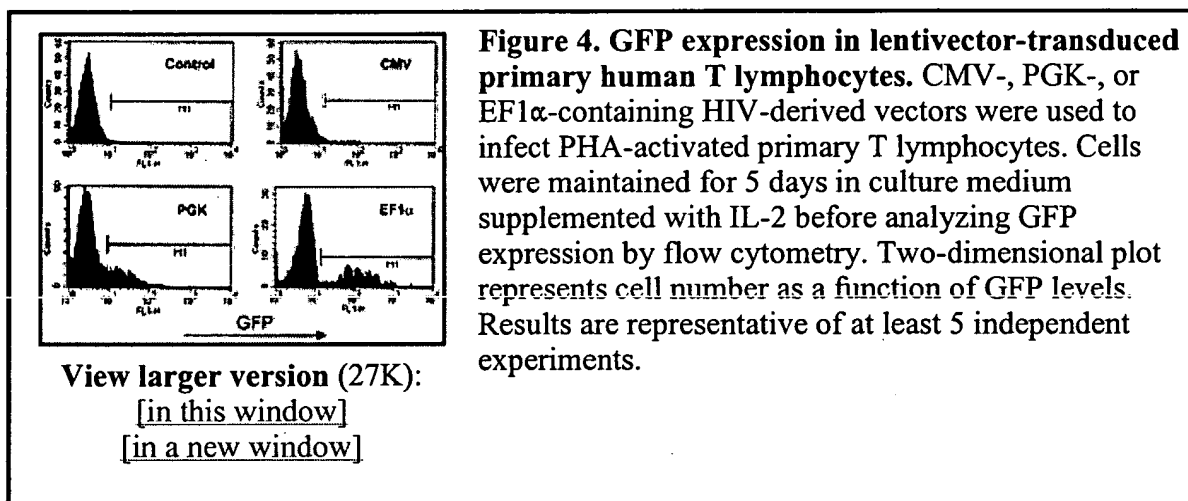 Control
CMV
PGK
EF1α
Counts
M1
GFP
View larger version (27K):
[in this window]
[in a new window]
Figure 4. GFP expression in lentivector-transduced
primary human T lymphocytes. CMV-, PGK-, or
EF1α-containing HIV-derived vectors were used to
infect PHA-activated primary T lymphocytes. Cells
were maintained for 5 days in culture medium
supplemented with IL-2 before analyzing GFP
expression by flow cytometry. Two-dimensional plot
represents cell number as a function of GFP levels.
Results are representative of at least 5 independent
experiments.